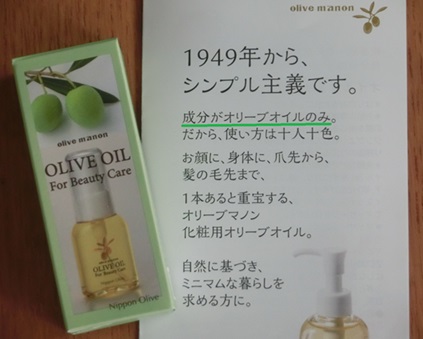 olive manon
OLIVE OIL
For Beauty Care
olive manon
OLIVE OIL
For Beauty Care
Nippon Olive
olive manon
1949年から、
シンプル主義です。
成分がオリーブオイルのみ。
だから、使い方は十人十色。
お顔に、身体に、爪先から、
髪の毛先まで、
1本あると重宝する、
オリーブマノン
化粧用オリーブオイル。
自然に基づき、
ミニマムな暮らしを
求める方に。